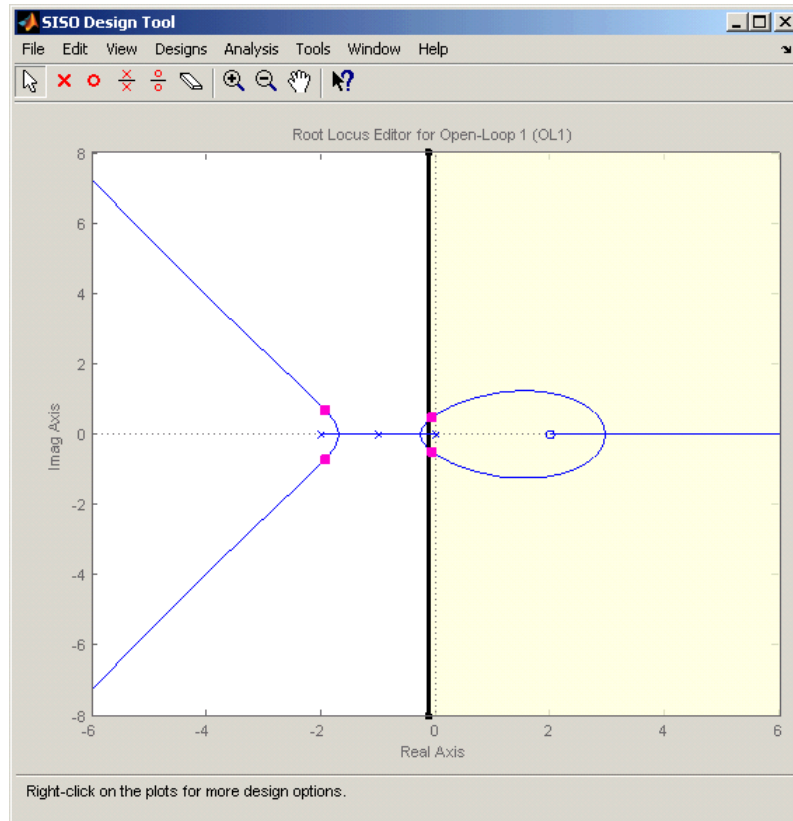 SISO Design Tool
File Edit View Designs Analysis Tools Window Help
Root Locus Editor for Open-Loop 1 (OL1)
8
6
4
2
0
-2
-4
-6
-8
Imag Axis
-6 -4 -2 0 2 4 6
Real Axis
Right-click on the plots for more design options.